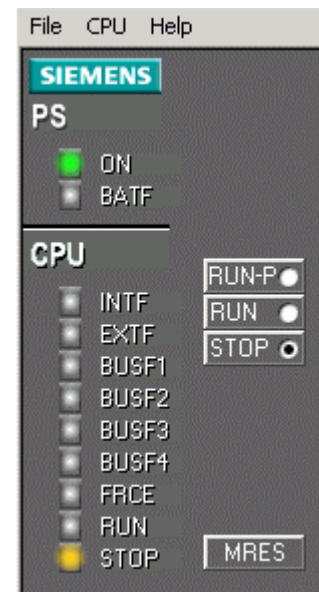 File CPU Help
SIEMENS
PS
ON
BATF
CPU
INTF
EXTF
BUSF1
BUSF2
BUSF3
BUSF4
FRCE
RUN
STOP
RUN-P
RUN
STOP
MRES